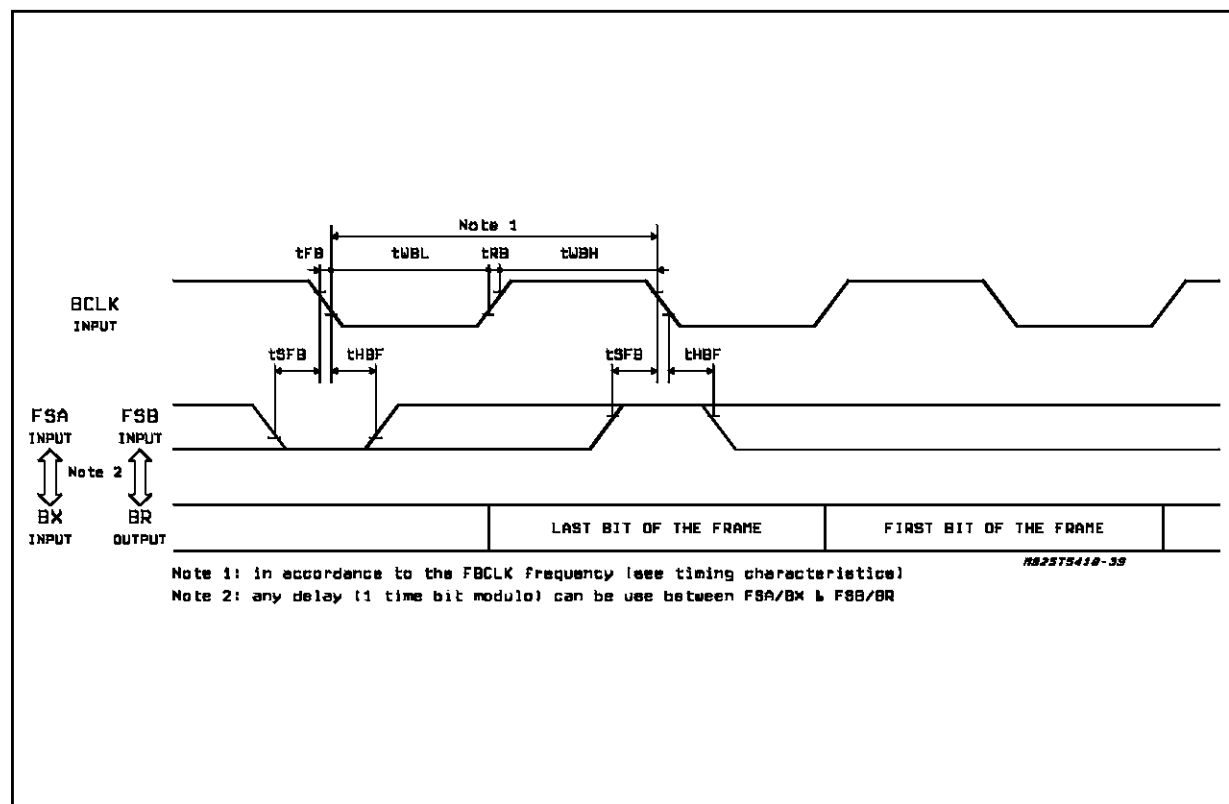 Note 1
tFB tWBL tRB tWBH
BCLK
INPUT
tSFB tHBF tSFB tHBF
FSA FSB
INPUT INPUT
Note 2
BX BR
INPUT OUTPUT
LAST BIT OF THE FRAME FIRST BIT OF THE FRAME
M92ST5410-39
Note 1: in accordance to the FBCLK frequency (see timing characteristics)
Note 2: any delay (1 time bit modulo) can be use between FSA/BX & FSB/BR